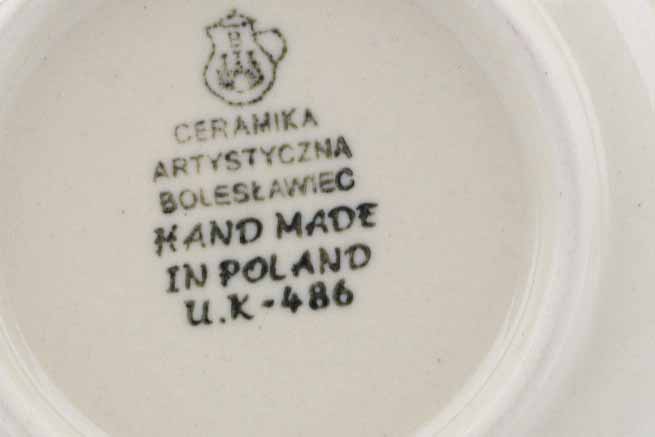 CERAMIKA
ARTYSTYCZNA
BOLESŁAWIEC
HAND MADE
IN POLAND
U.K-486